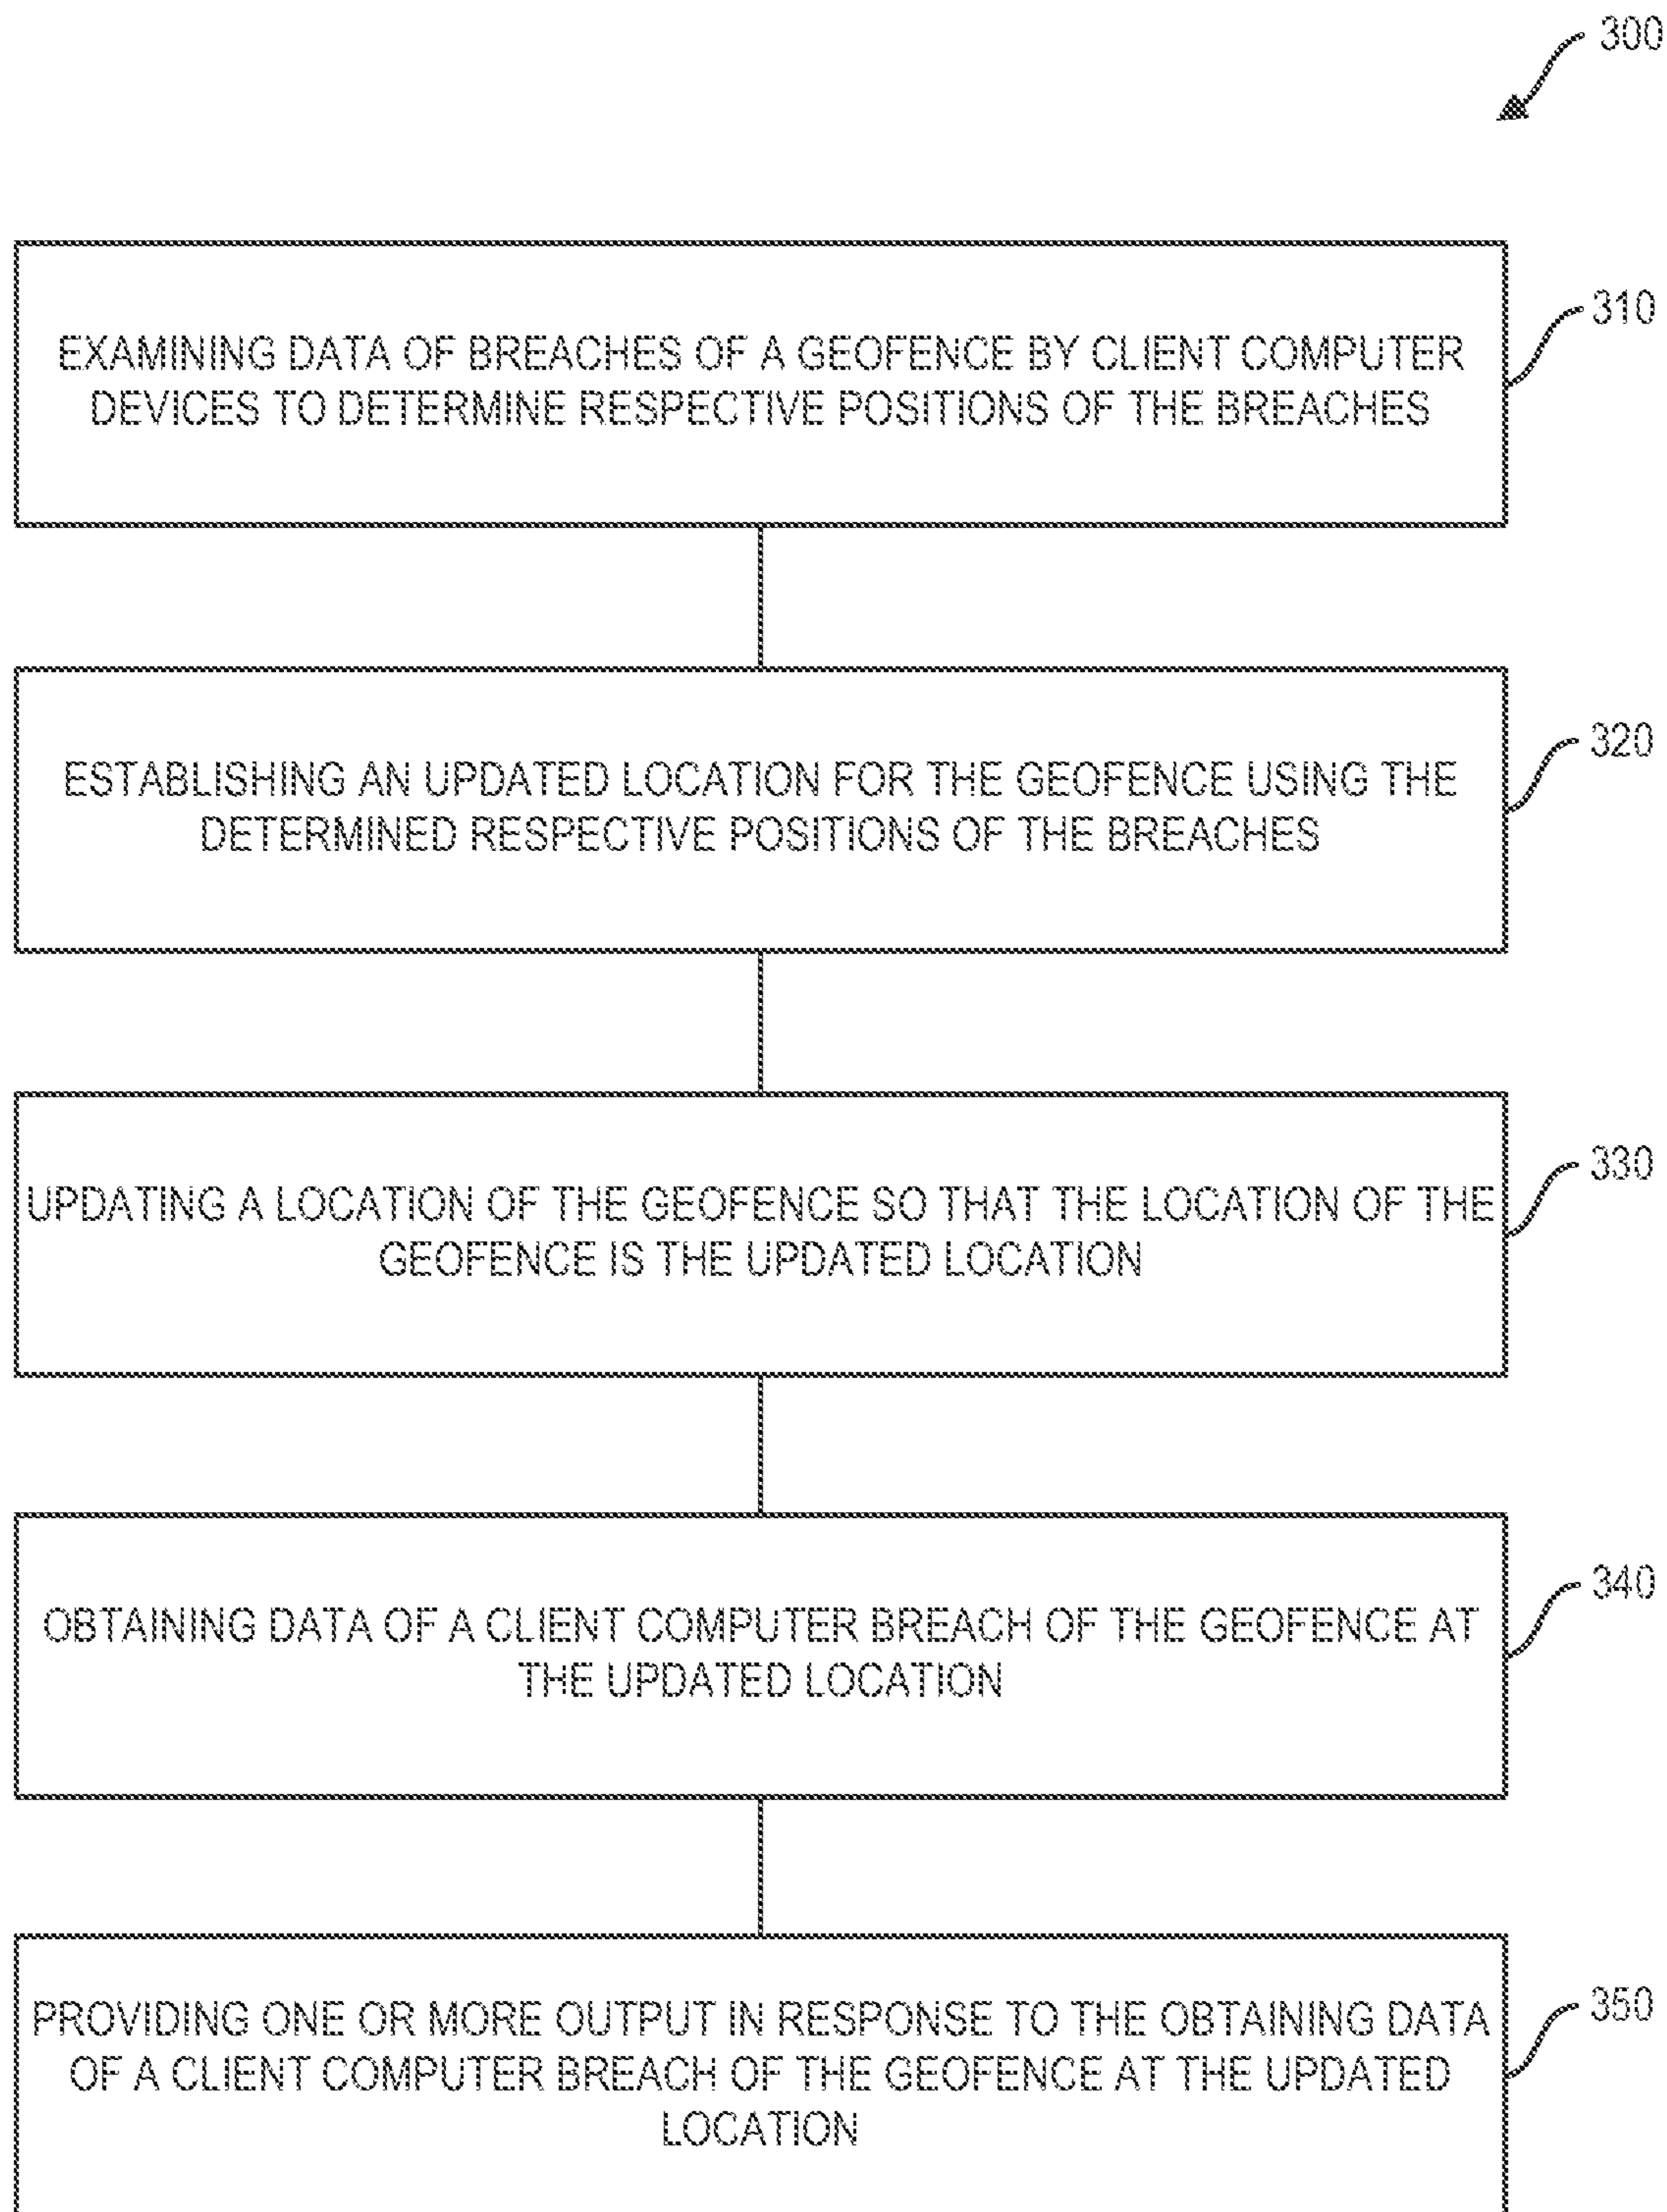 300
EXAMINING DATA OF BREACHES OF A GEOFENCE BY CLIENT COMPUTER
DEVICES TO DETERMINE RESPECTIVE POSITIONS OF THE BREACHES
310
ESTABLISHING AN UPDATED LOCATION FOR THE GEOFENCE USING THE
DETERMINED RESPECTIVE POSITIONS OF THE BREACHES
320
UPDATING A LOCATION OF THE GEOFENCE SO THAT THE LOCATION OF THE
GEOFENCE IS THE UPDATED LOCATION
330
OBTAINING DATA OF A CLIENT COMPUTER BREACH OF THE GEOFENCE AT
THE UPDATED LOCATION
340
PROVIDING ONE OR MORE OUTPUT IN RESPONSE TO THE OBTAINING DATA
OF A CLIENT COMPUTER BREACH OF THE GEOFENCE AT THE UPDATED
LOCATION
350